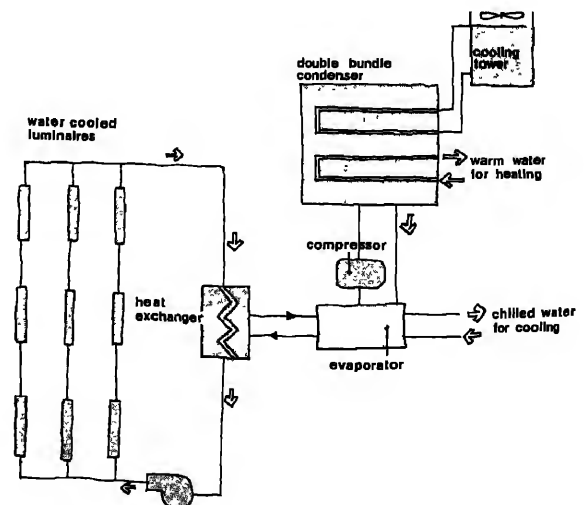 cooling
tower
double bundle
condenser
water cooled
luminaires
warm water
for heating
compressor
heat
exchanger
chilled water
for cooling
evaporator